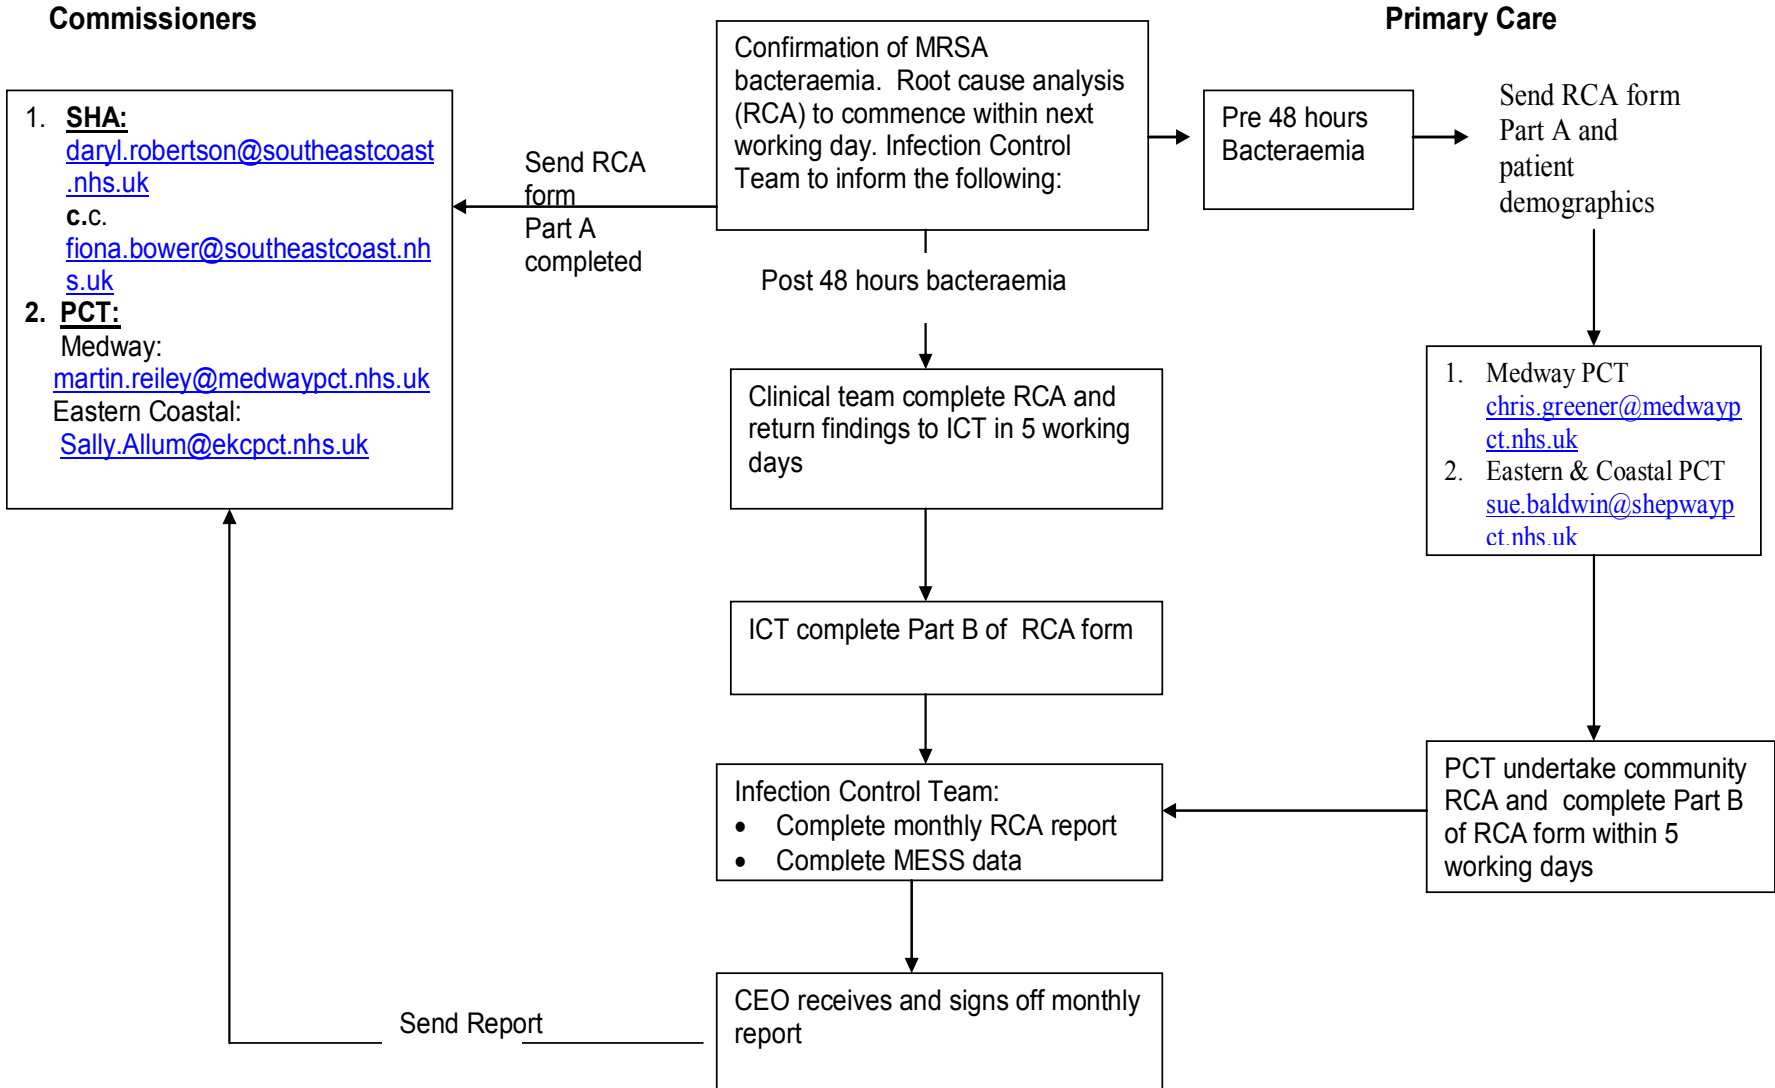 Commissioners
Primary Care
Confirmation of MRSA
bacteraemia.  Root cause analysis
(RCA) to commence within next
working day. Infection Control
Team to inform the following:
1. SHA:
daryl.robertson@southeastcoast
.nhs.uk
c.c.
fiona.bower@southeastcoast.nh
s.uk
2. PCT:
Medway:
martin.reiley@medwaypct.nhs.uk
Eastern Coastal:
Sally.Allum@ekcpct.nhs.uk
Send RCA
form
Part A
completed
Pre 48 hours
Bacteraemia
Send RCA form
Part A and
patient
demographics
Post 48 hours bacteraemia
Clinical team complete RCA and
return findings to ICT in 5 working
days
1. Medway PCT
chris.greener@medwayp
ct.nhs.uk
2. Eastern & Coastal PCT
sue.baldwin@shepwayp
ct.nhs.uk
ICT complete Part B of  RCA form
Infection Control Team:
• Complete monthly RCA report
• Complete MESS data
PCT undertake community
RCA and  complete Part B
of RCA form within 5
working days
CEO receives and signs off monthly
report
Send Report